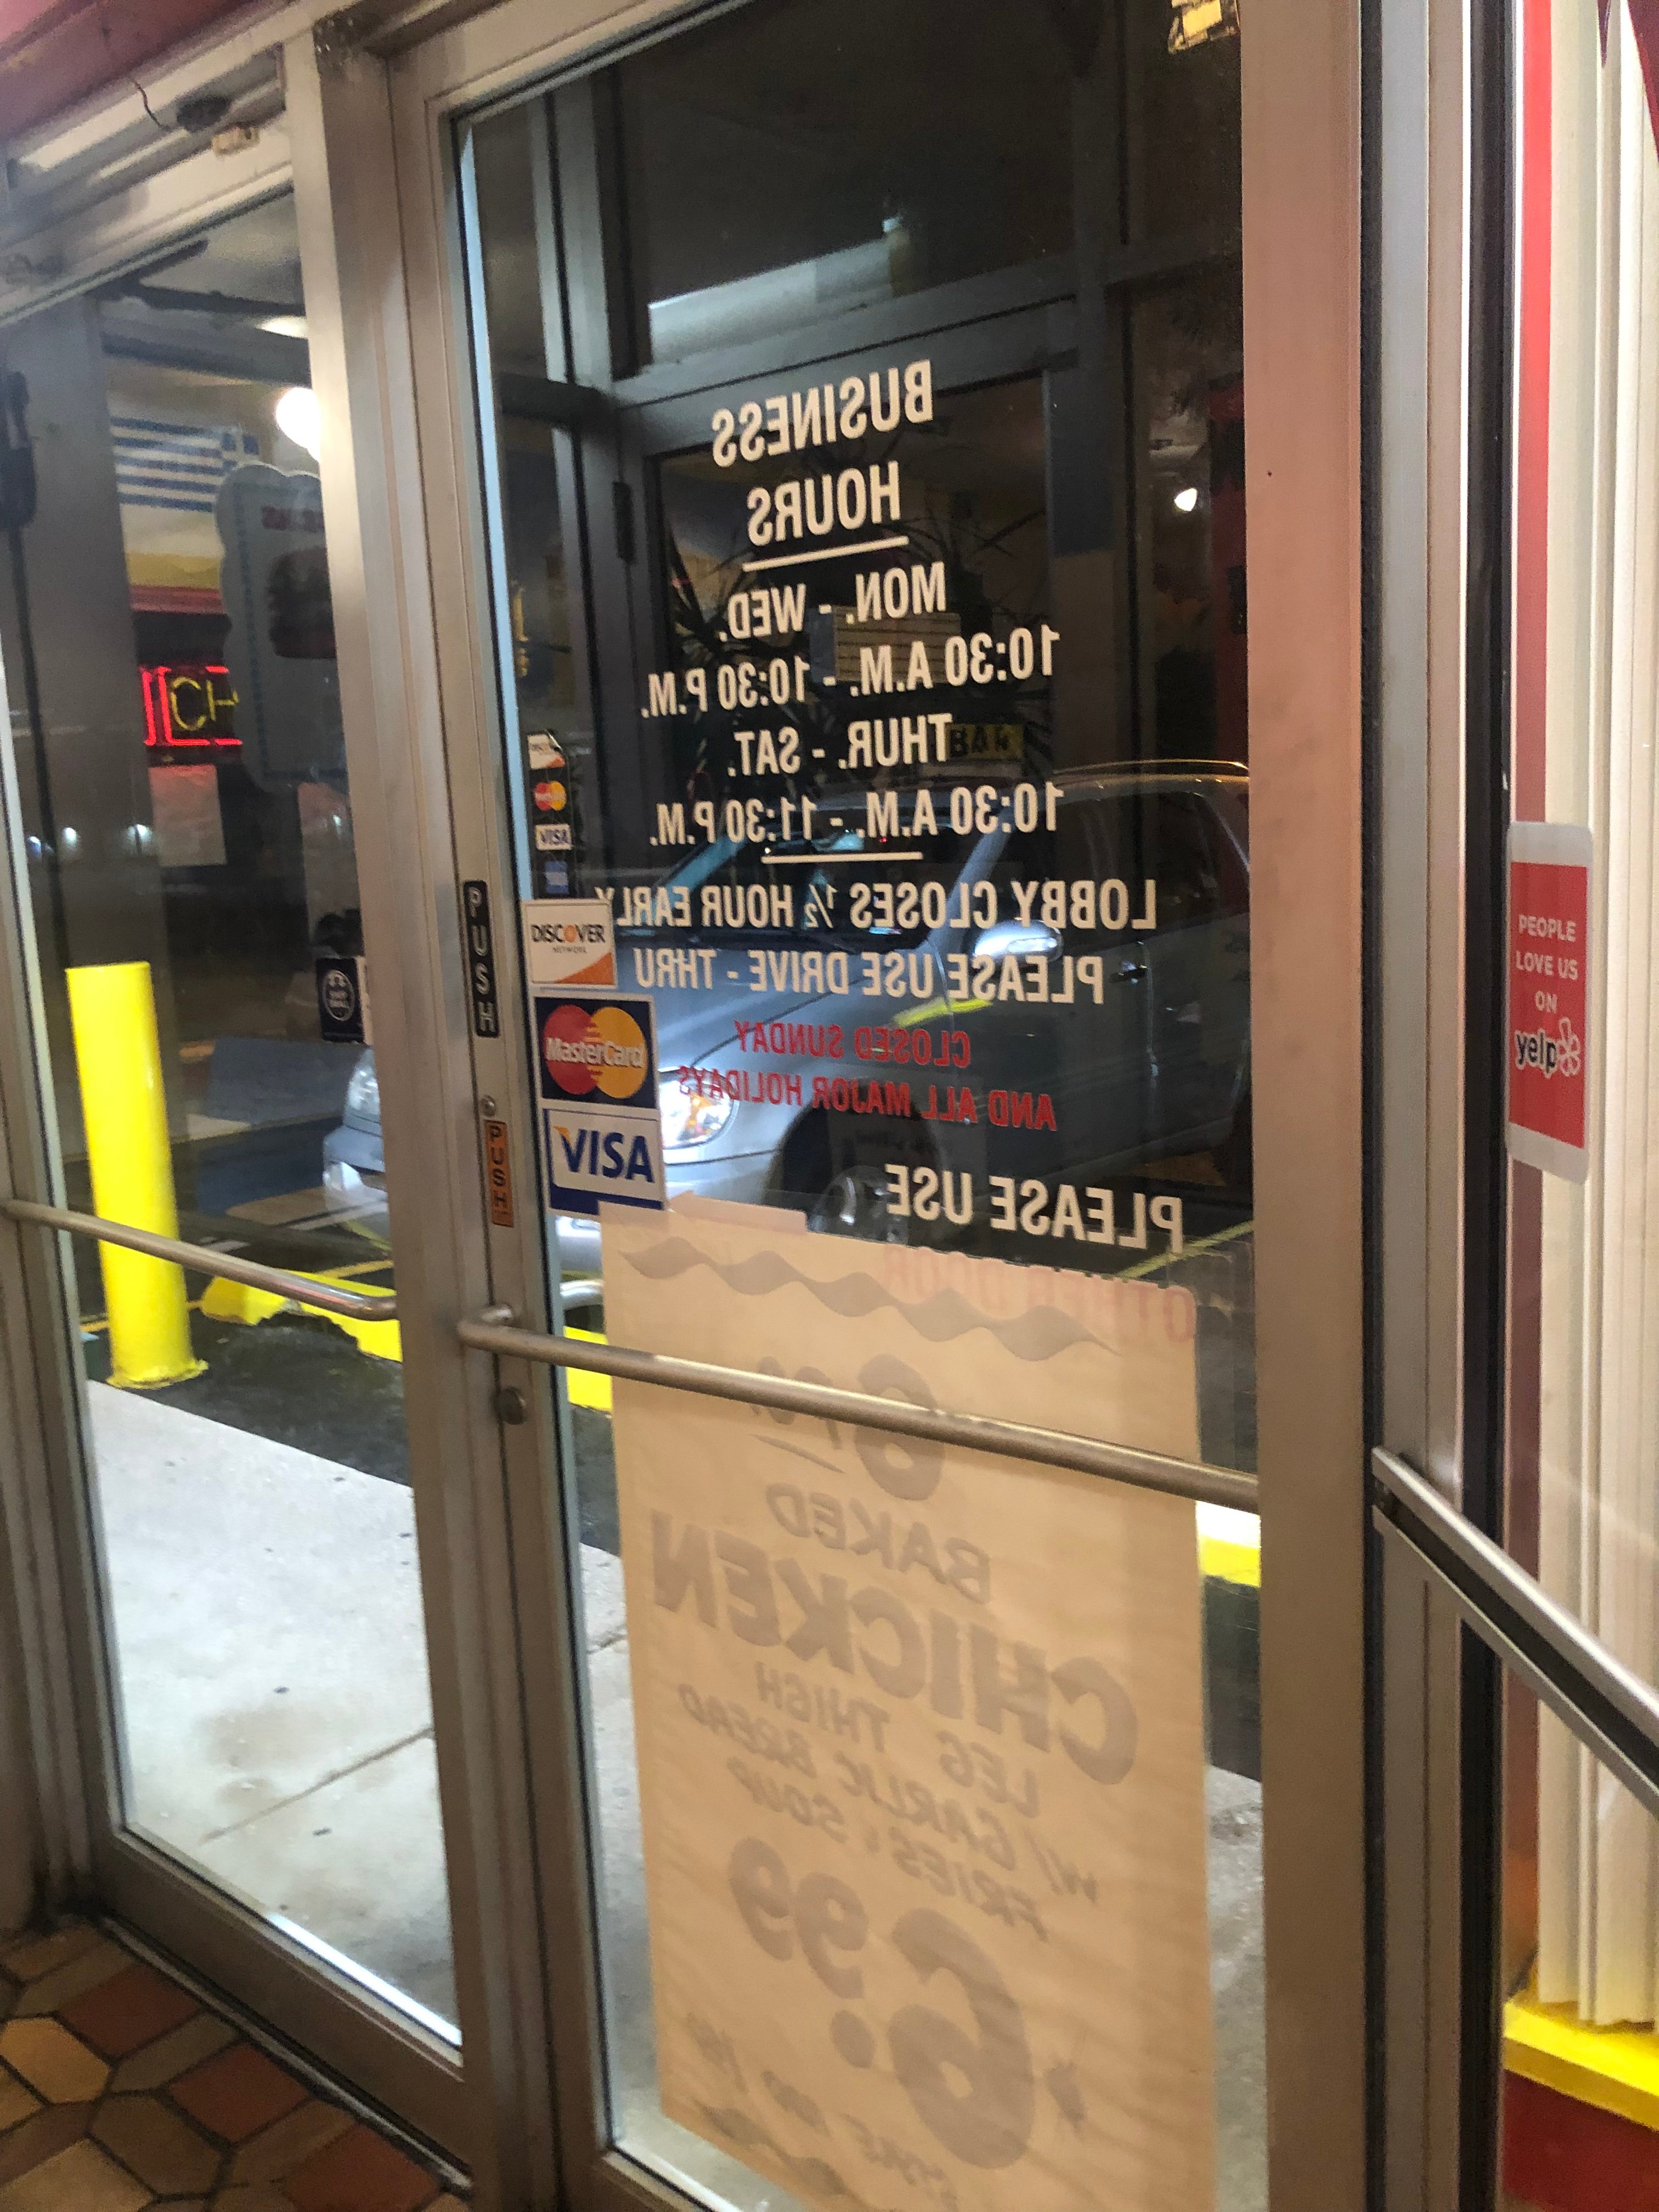 BUSINESS
HOURS
MON. - WED.
10:30 A.M. - 10:30 P.M.
THUR. - SAT.
10:30 A.M. - 11:30 P.M.
LOBBY CLOSES ½ HOUR EARLY
PLEASE USE DRIVE - THRU
CLOSED SUNDAY
AND ALL MAJOR HOLIDAYS
PLEASE USE
OTHER DOOR
BAKED
CHICKEN
LEG THIGH
W/ GARLIC BREAD
FRIES & SOUP
$6.99
PUSH
PUSH
VISA
DISCOVER
NETWORK
MasterCard
VISA
PEOPLE
LOVE US
ON
yelp